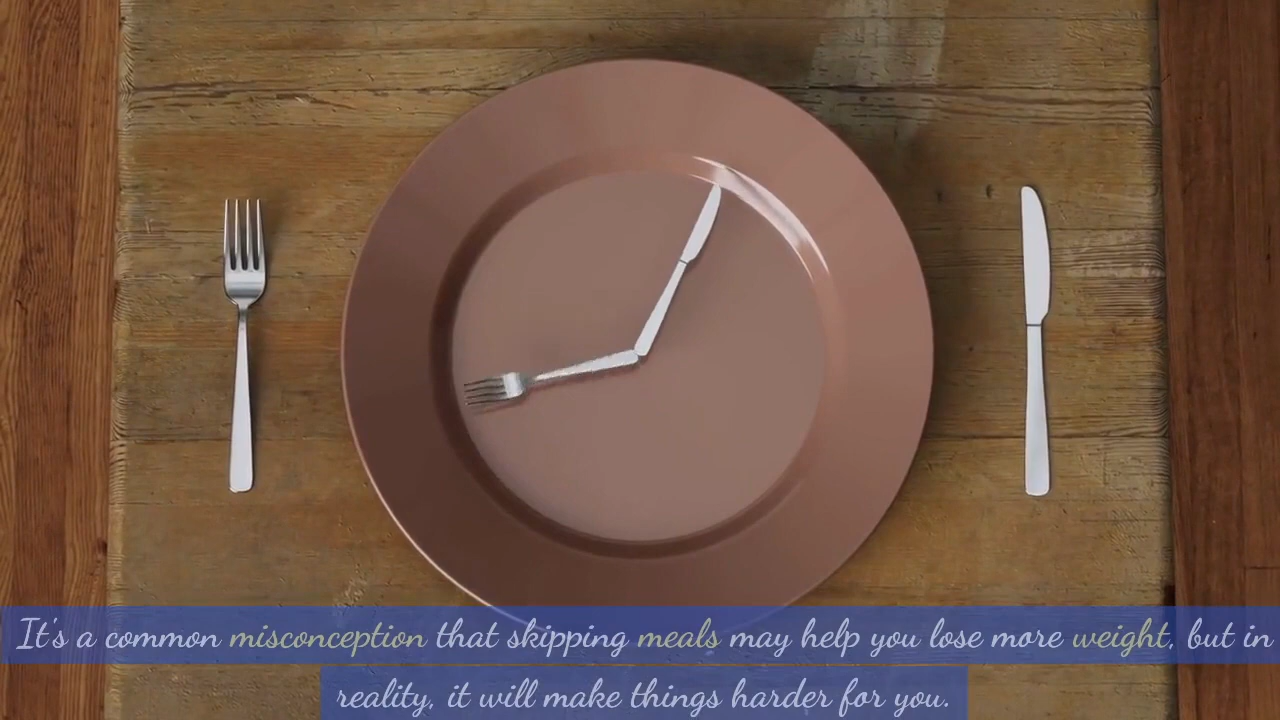 It's a common misconception that skipping meals may help you lose more weight, but in
reality, it will make things harder for you.